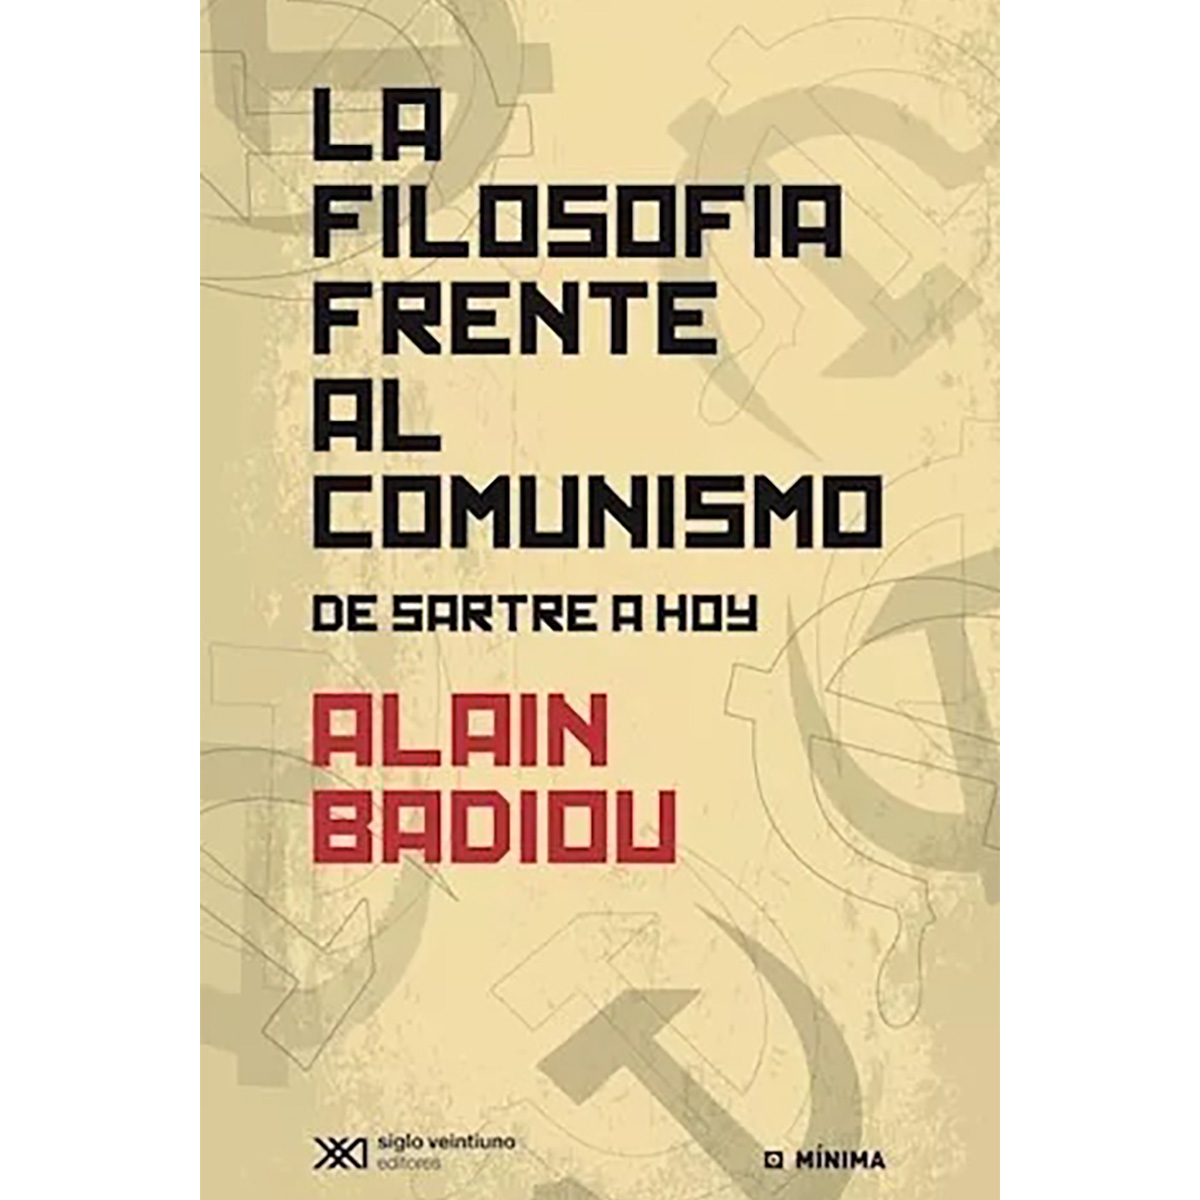 LA
FILOSOFIA
FRENTE
AL
COMUNISMO
DE SARTRE A HOY
ALAIN
BADIOU
siglo veintiuno
editores
MÍNIMA